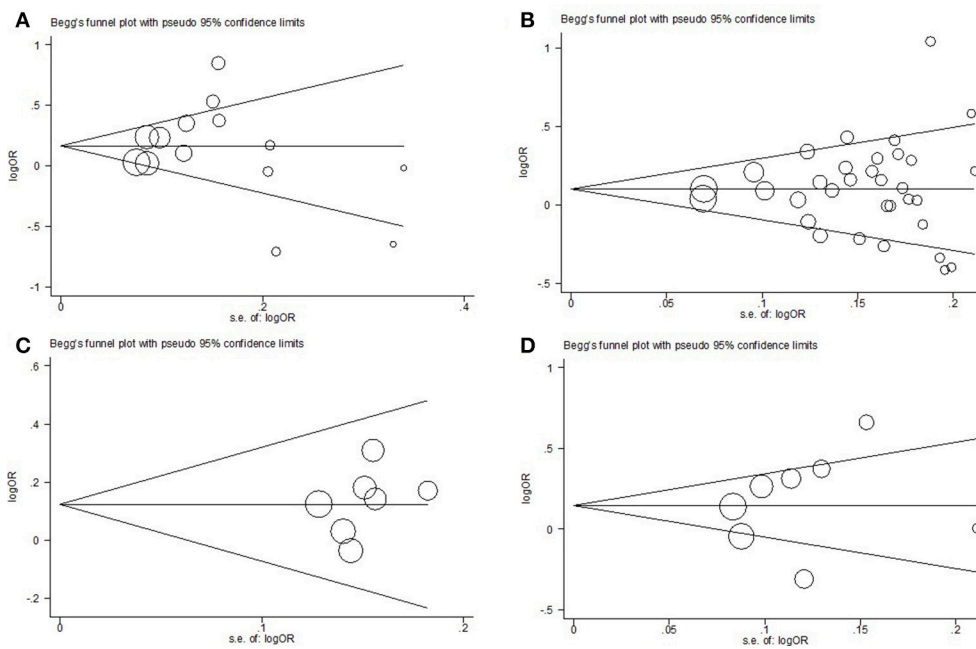 A
Begg's funnel plot with pseudo 95% confidence limits
1
.5
0
-.5
-1
logOR
0
.2
.4
s.e. of: logOR
B
Begg's funnel plot with pseudo 95% confidence limits
1
.5
0
-.5
logOR
0
.05
.1
.15
.2
s.e. of: logOR
C
Begg's funnel plot with pseudo 95% confidence limits
.6
.4
.2
0
-.2
logOR
0
.1
.2
s.e. of: logOR
D
Begg's funnel plot with pseudo 95% confidence limits
1
.5
0
-.5
logOR
0
.05
.1
.15
.2
s.e. of: logOR